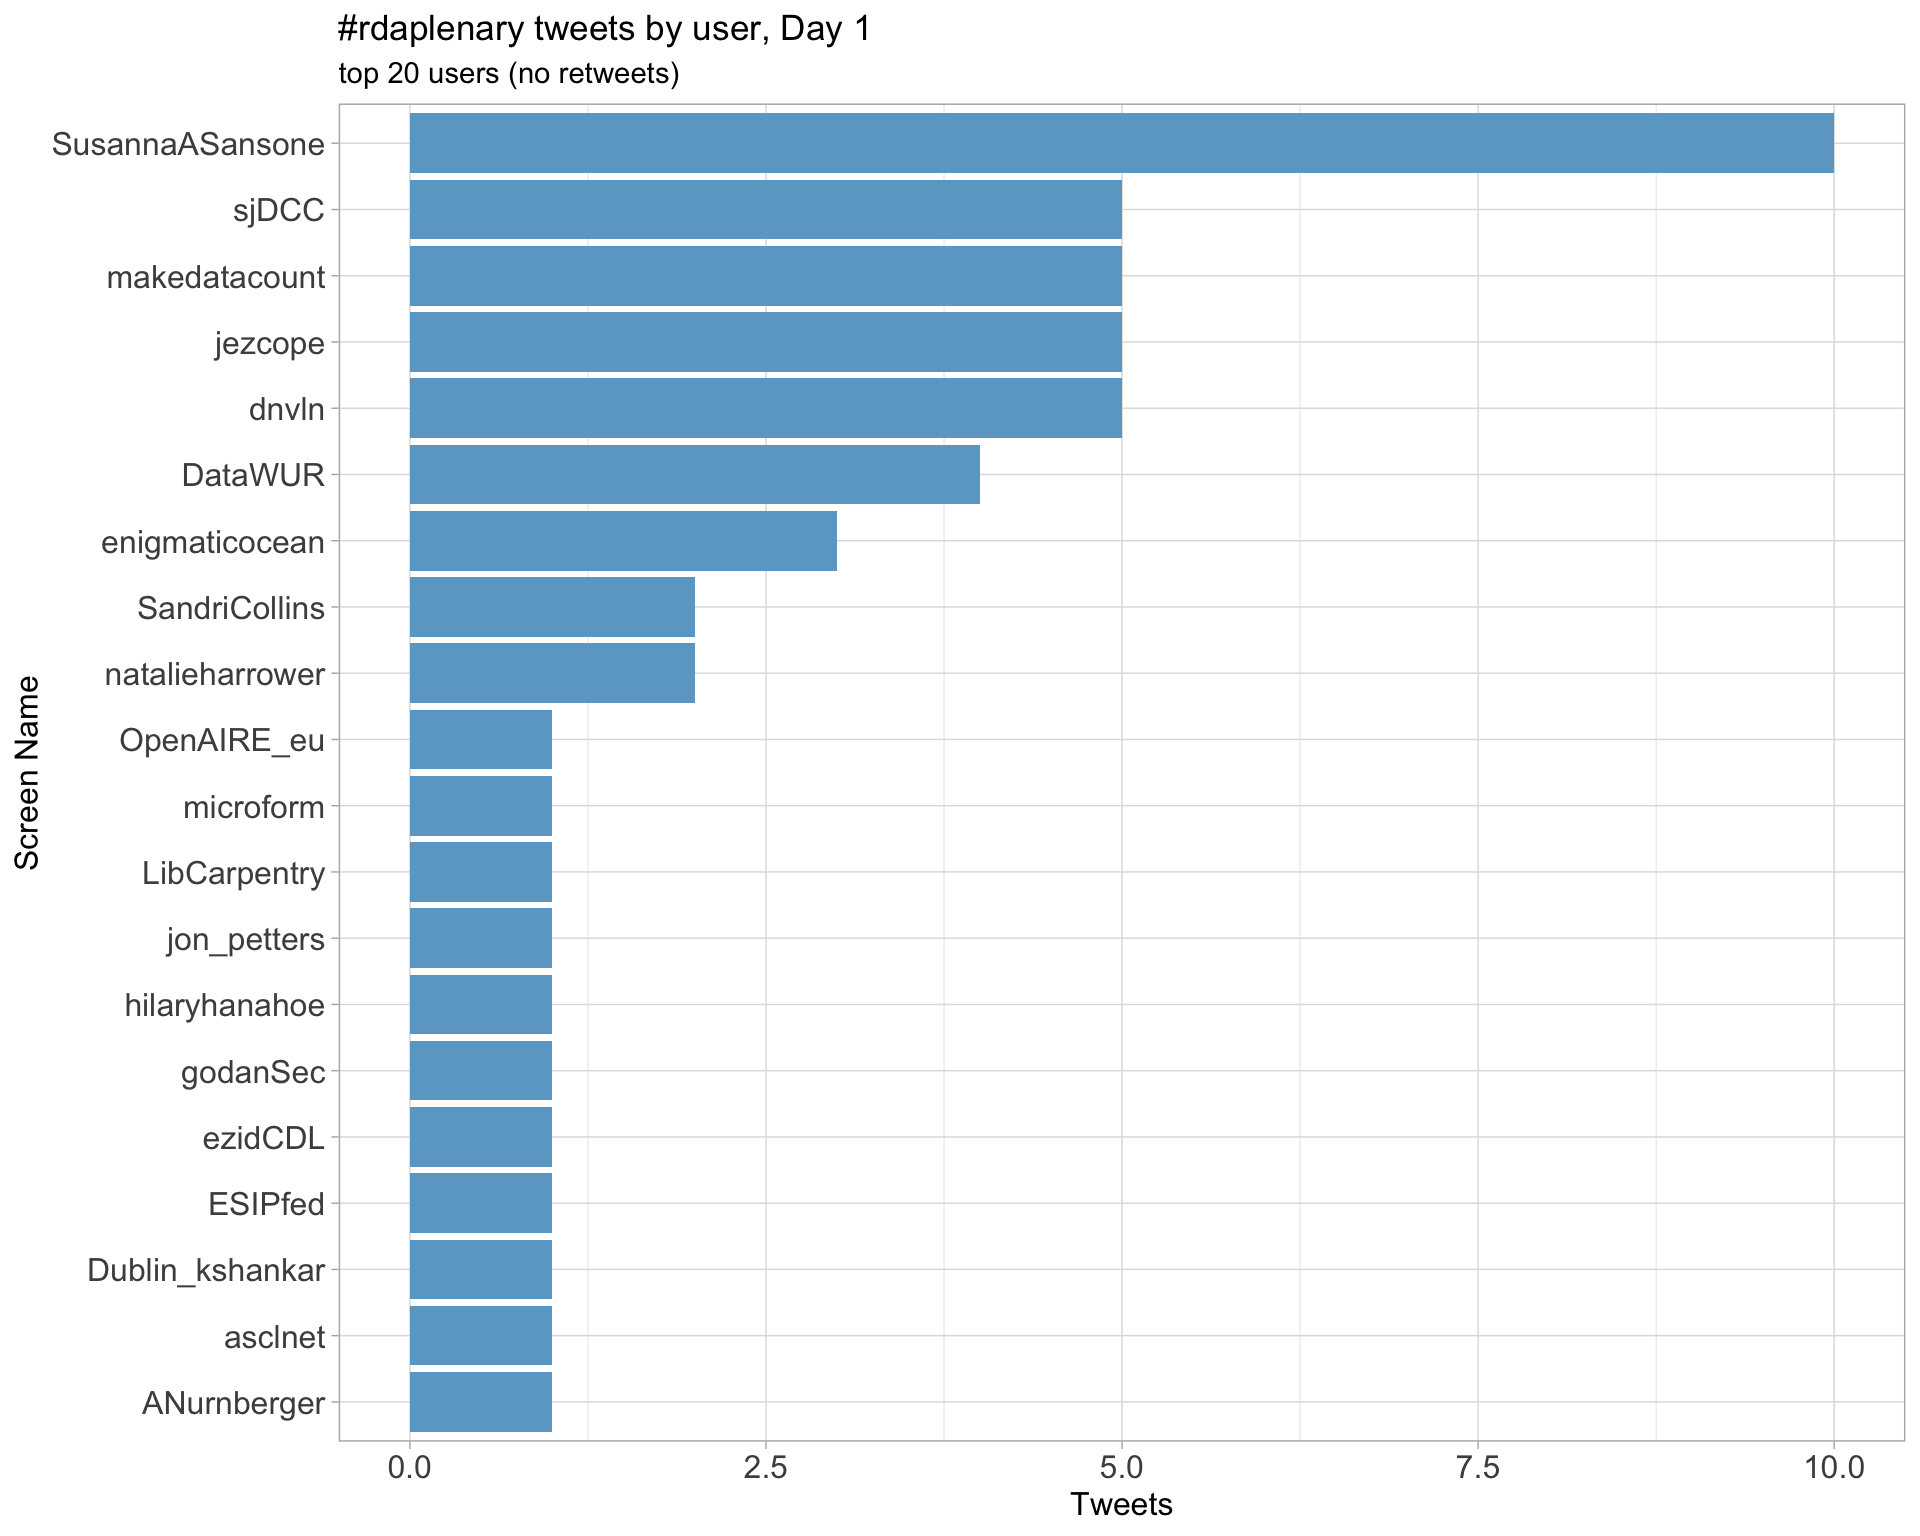 #rdaplenary tweets by user, Day 1
top 20 users (no retweets)
SusannaASansone
sjDCC
makedatacount
jezcope
dnvln
DataWUR
enigmaticocean
SandriCollins
natalieharrower
OpenAIRE_eu
microform
LibCarpentry
jon_petters
hilaryhanahoe
godanSec
ezidCDL
ESIPfed
Dublin_kshankar
asclnet
ANurnberger
Screen Name
0.0 2.5 5.0 7.5 10.0
Tweets